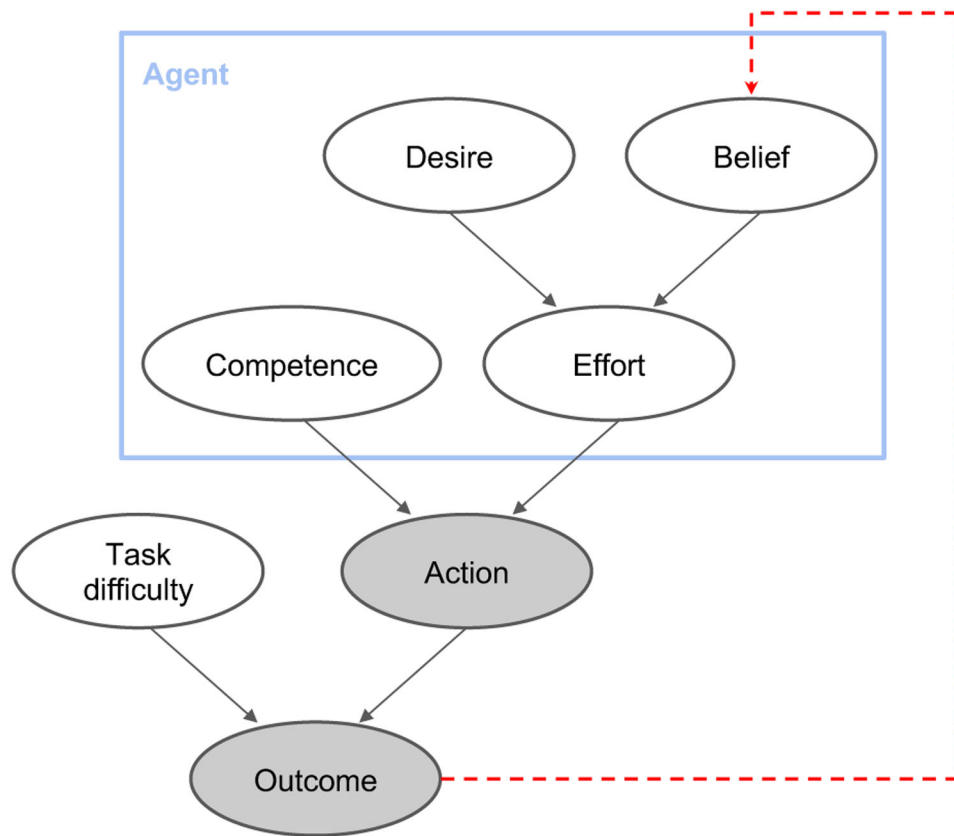 Agent
Desire
Belief
Competence
Effort
Task
difficulty
Action
Outcome